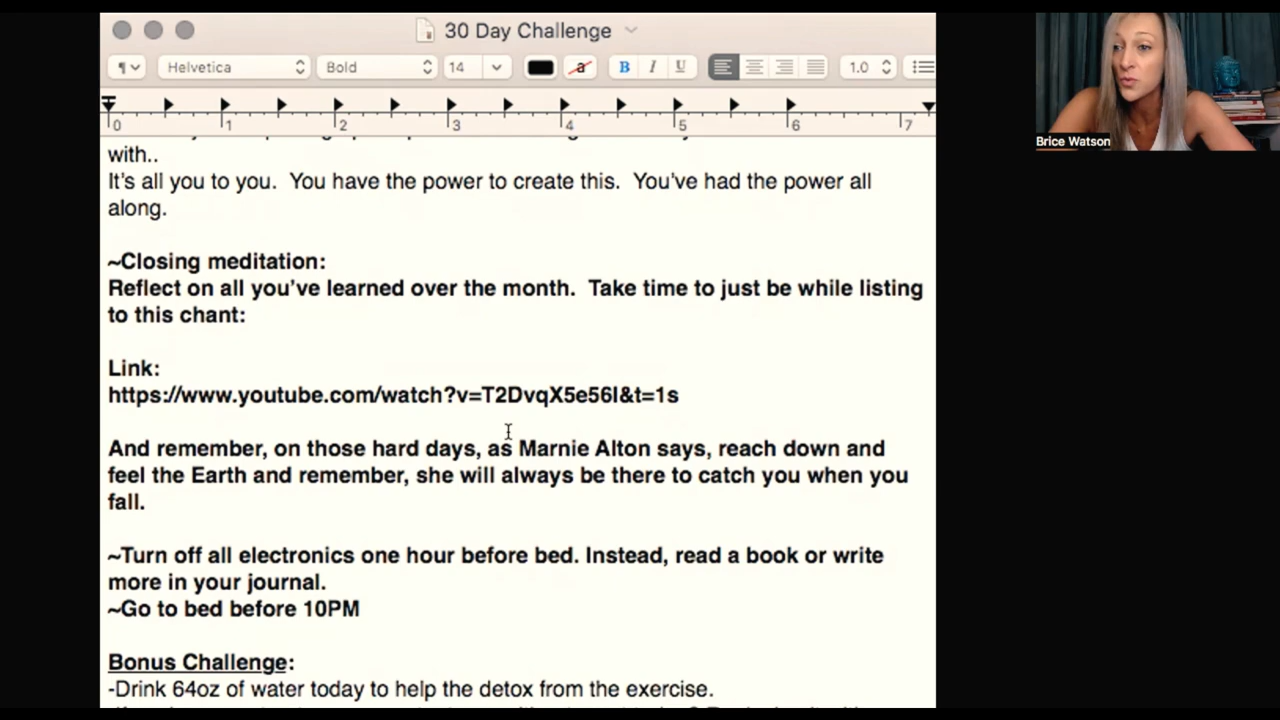 30 Day Challenge
Helvetica Bold 14 a B I U 1.0
0 1 2 3 4 5 6 7
with..
It's all you to you.  You have the power to create this.  You've had the power all
along.
~Closing meditation:
Reflect on all you've learned over the month.  Take time to just be while listing
to this chant:
Link:
https://www.youtube.com/watch?v=T2DvqX5e56I&t=1s
And remember, on those hard days, as Marnie Alton says, reach down and
feel the Earth and remember, she will always be there to catch you when you
fall.
~Turn off all electronics one hour before bed. Instead, read a book or write
more in your journal.
~Go to bed before 10PM
Bonus Challenge:
-Drink 64oz of water today to help the detox from the exercise.
Brice Watson